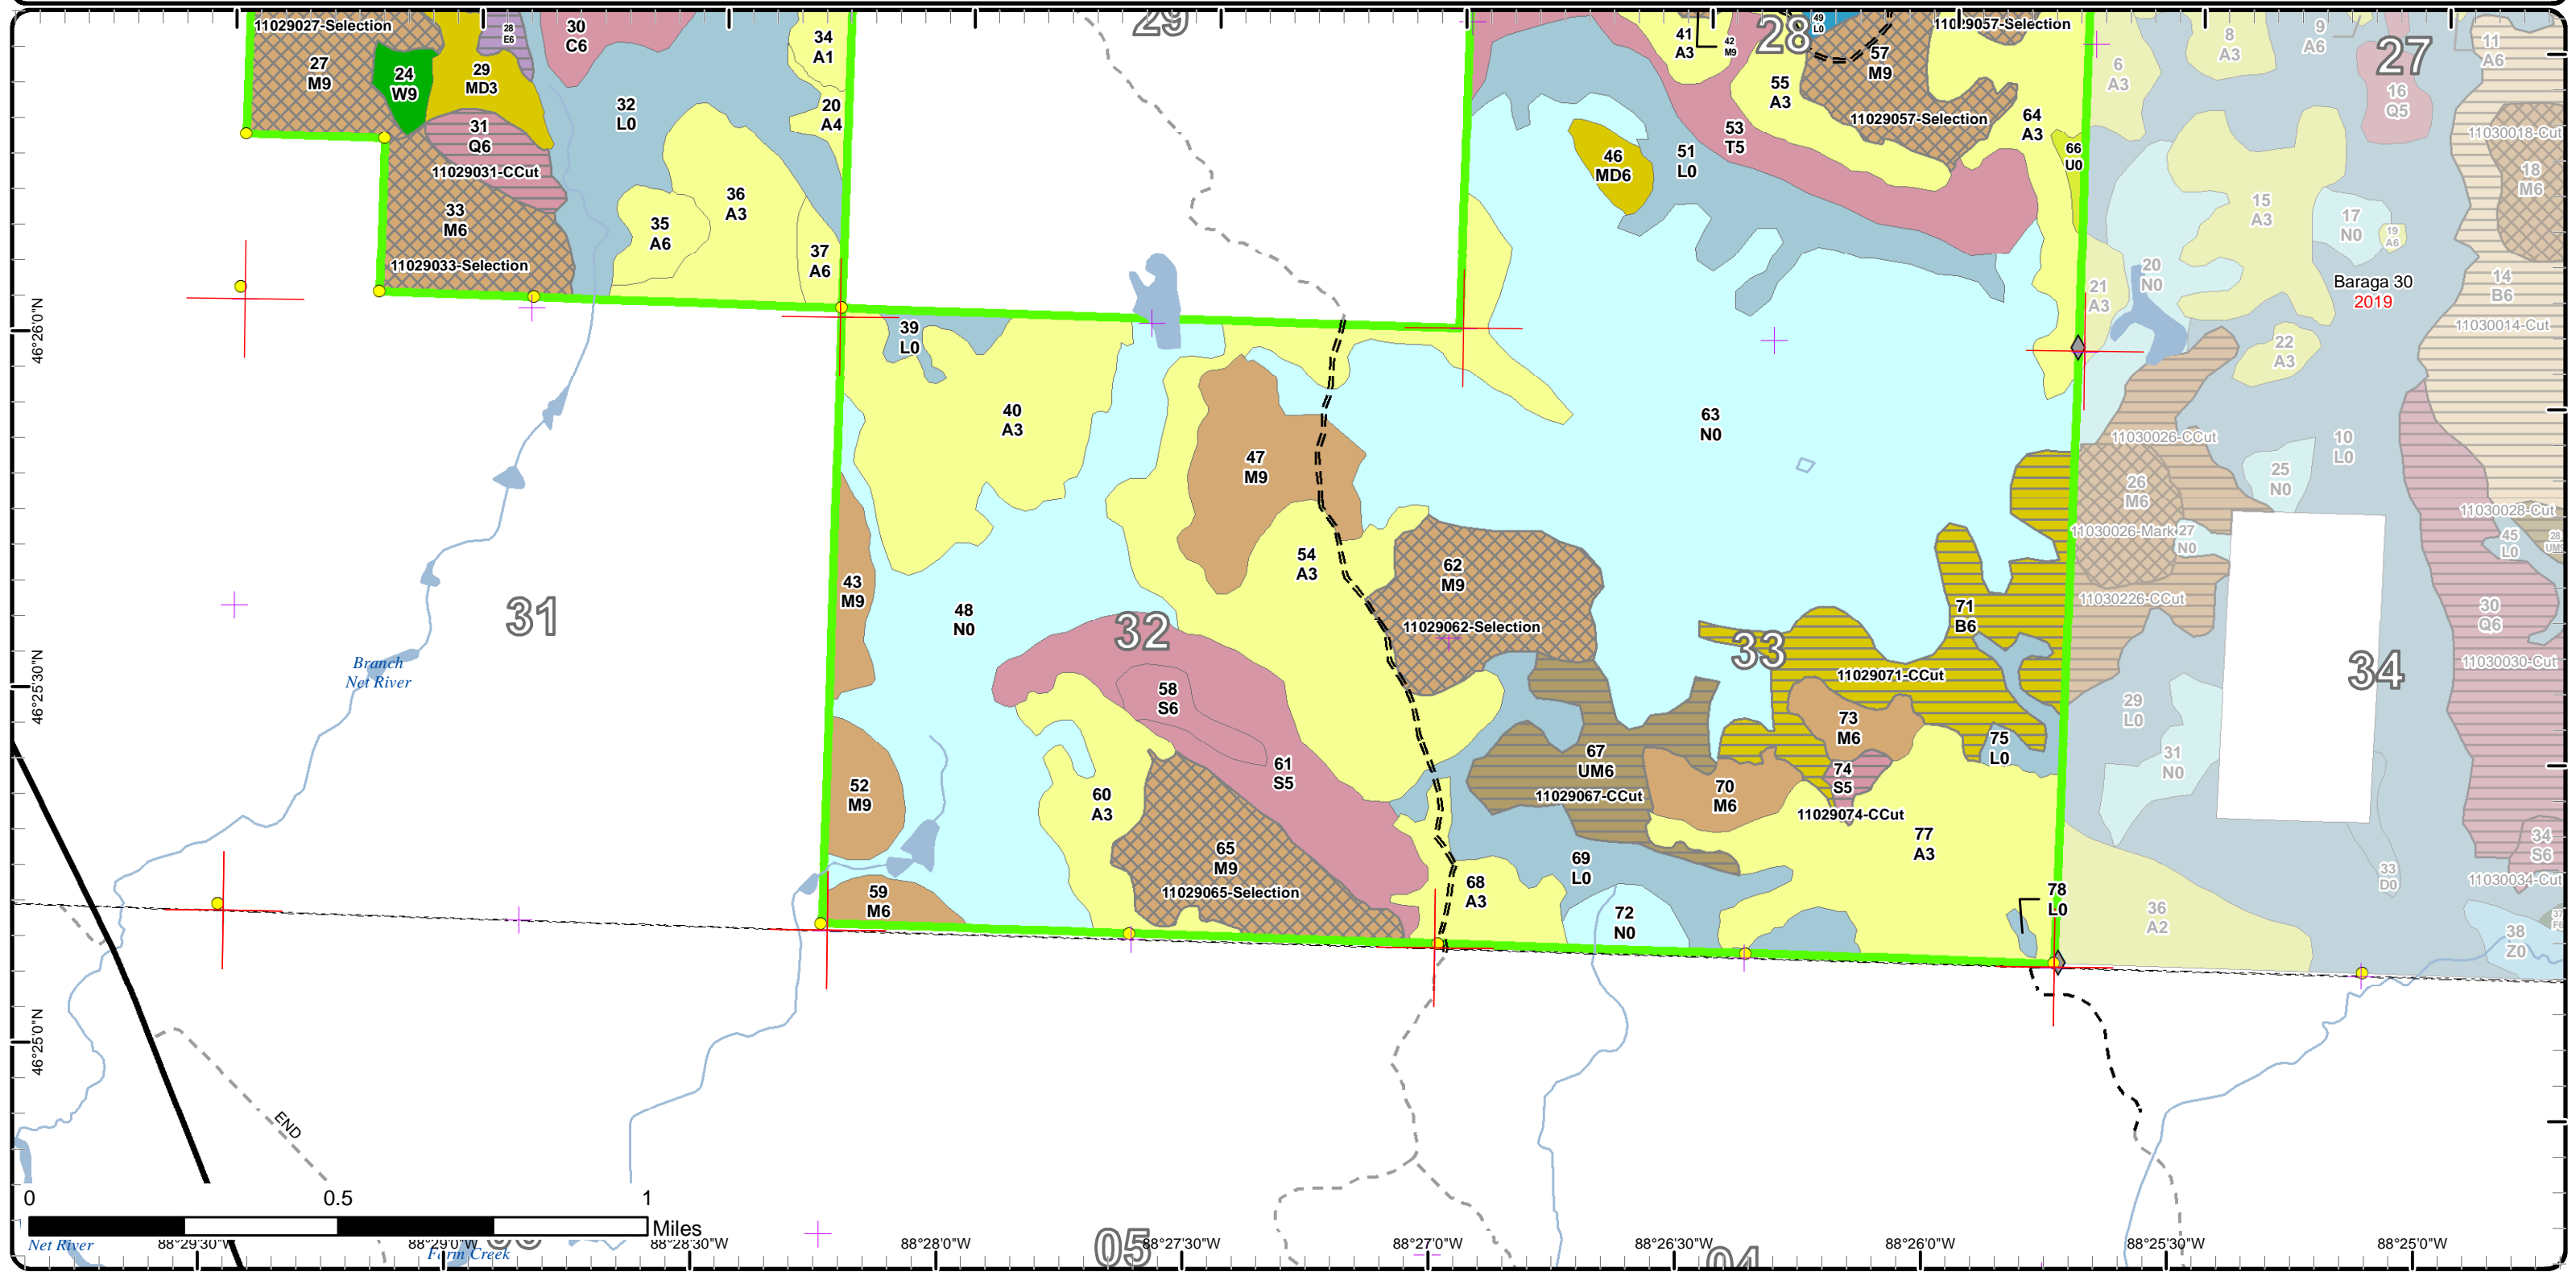 11029027-Selection
27
M9
24
W9
29
MD3
28
E6
30
C6
32
L0
34
A1
20
A4
31
Q6
11029031-CCut
33
M6
11029033-Selection
35
A6
36
A3
37
A6
29
41
A3
42
M9
28
49
L0
57
M9
11029057-Selection
55
A3
11029057-Selection
64
A3
66
U0
53
T5
51
L0
46
MD6
6
A3
8
A3
9
A6
27
11
A6
16
Q5
11030018-Cut
18
M6
15
A3
17
N0
19
A6
20
N0
21
A3
Baraga 30
2019
14
B6
11030014-Cut
22
A3
46°26'0"N
39
L0
40
A3
47
M9
63
N0
11030026-CCut
10
L0
25
N0
26
M6
11030026-Mark
27
N0
11030028-Cut
45
L0
28
11030226-CCut
54
A3
62
M9
11029062-Selection
43
M9
48
N0
31
32
33
71
B6
11029071-CCut
30
Q6
11030030-Cut
34
46°25'30"N
Branch
Net River
58
S6
61
S5
67
UM6
11029067-CCut
73
M6
75
L0
74
S5
70
M6
11029074-CCut
29
L0
31
N0
52
M9
60
A3
65
M9
11029065-Selection
59
M6
69
L0
68
A3
72
N0
77
A3
78
L0
33
D0
34
S6
11030034-Cut
36
A2
38
Z0
46°25'0"N
END
0
0.5
1
Miles
Net River
Farm Creek
05
04
88°29'30"W
88°29'0"W
88°28'30"W
88°28'0"W
88°27'30"W
88°27'0"W
88°26'30"W
88°26'0"W
88°25'30"W
88°25'0"W